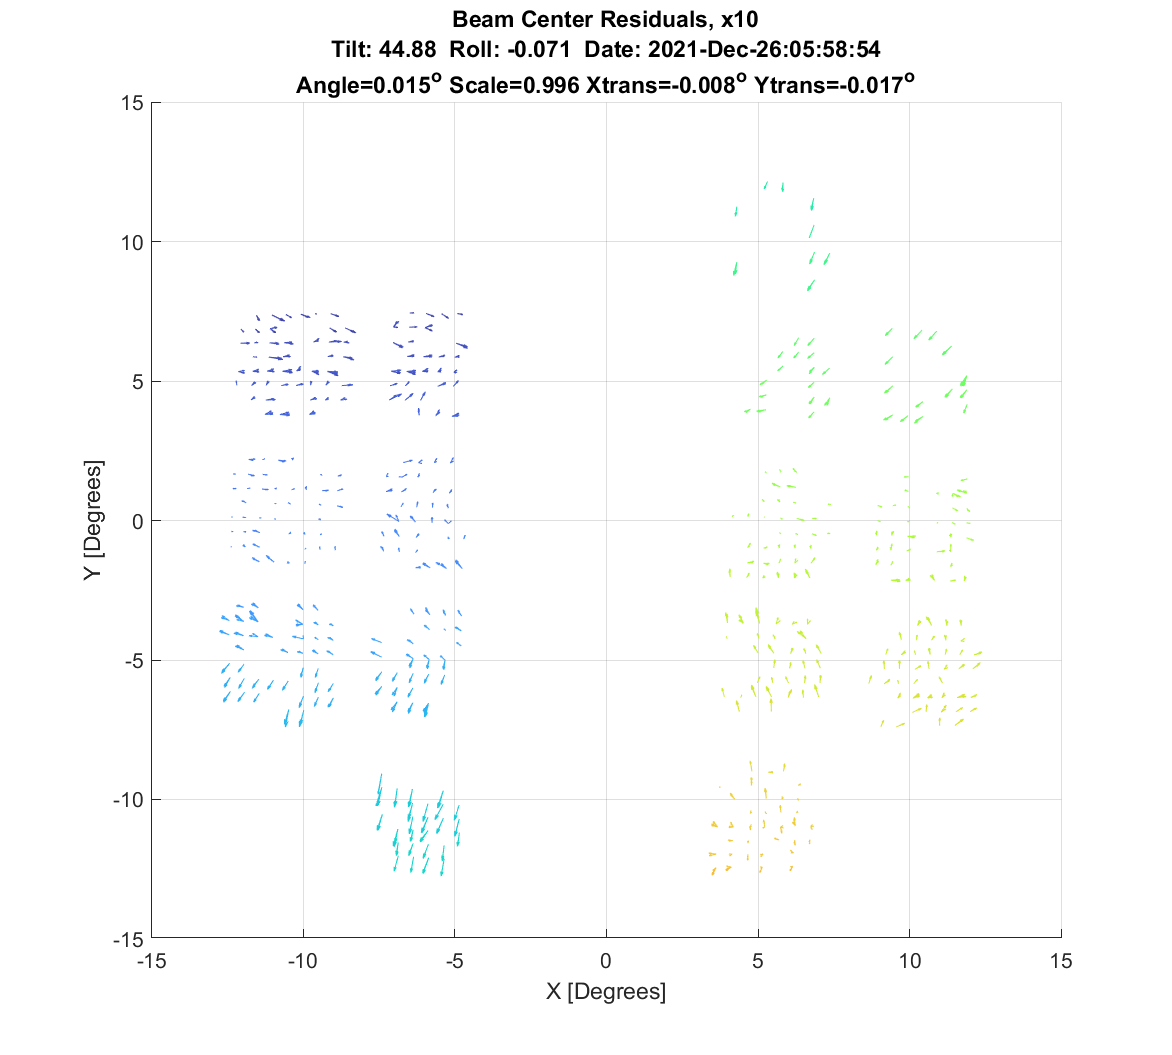 Beam Center Residuals, x10
Tilt: 44.88 Roll: -0.071 Date: 2021-Dec-26:05:58:54
Angle=0.015° Scale=0.996 Xtrans=-0.008° Ytrans=-0.017°
15
10
5
0
-5
-10
-15
Y [Degrees]
-15 -10 -5 0 5 10 15
X [Degrees]